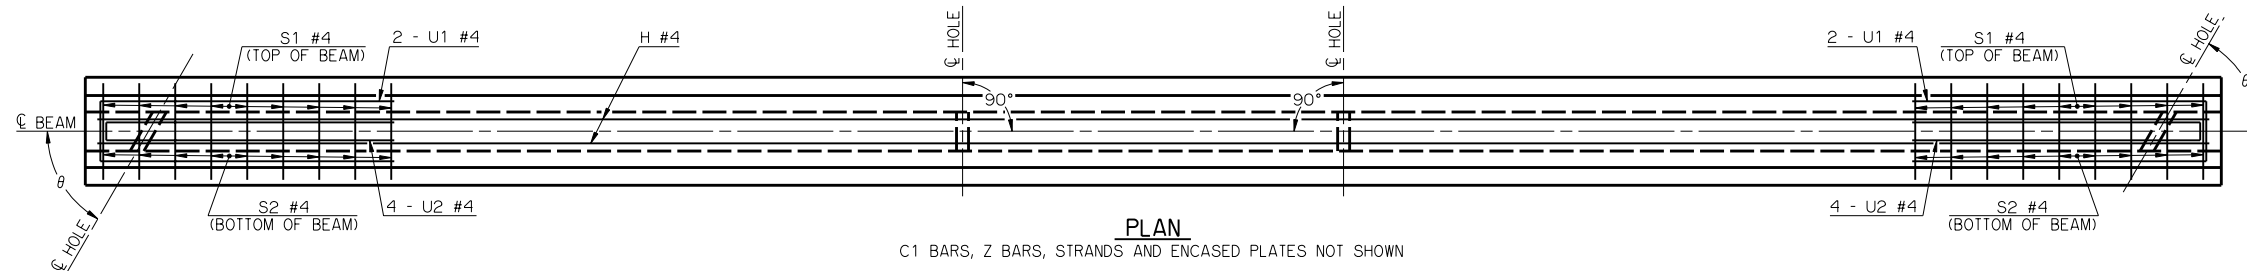 S1 #4
(TOP OF BEAM)
2 - U1 #4
H #4
℄ HOLE
℄ HOLE
2 - U1 #4
S1 #4
(TOP OF BEAM)
℄ HOLE
θ
90°
90°
℄ BEAM
θ
℄ HOLE
S2 #4
(BOTTOM OF BEAM)
4 - U2 #4
4 - U2 #4
S2 #4
(BOTTOM OF BEAM)
PLAN
C1 BARS, Z BARS, STRANDS AND ENCASED PLATES NOT SHOWN